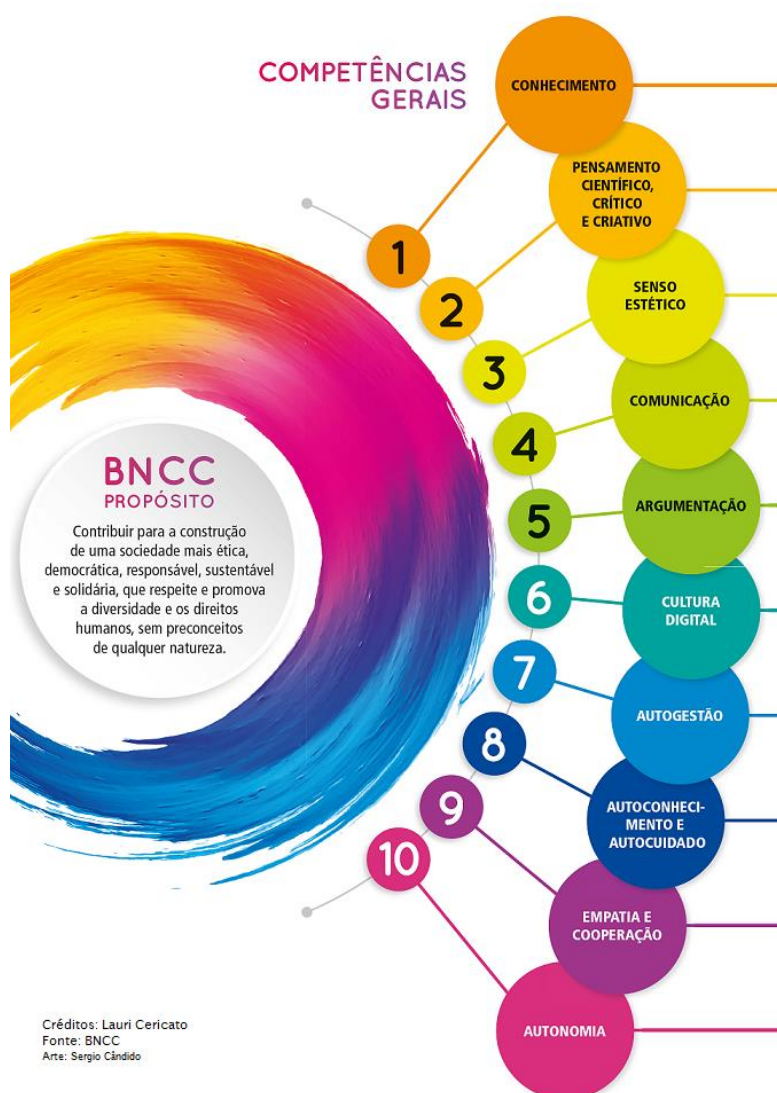 COMPETÊNCIAS
GERAIS
1
CONHECIMENTO
2
PENSAMENTO
CIENTÍFICO,
CRÍTICO
E CRIATIVO
3
SENSO
ESTÉTICO
4
COMUNICAÇÃO
5
ARGUMENTAÇÃO
6
CULTURA
DIGITAL
7
AUTOGESTÃO
8
AUTOCONHECI-
MENTO E
AUTOCUIDADO
9
EMPATIA E
COOPERAÇÃO
10
AUTONOMIA
BNCC
PROPÓSITO
Contribuir para a construção
de uma sociedade mais ética,
democrática, responsável, sustentável
e solidária, que respeite e promova
a diversidade e os direitos
humanos, sem preconceitos
de qualquer natureza.
Créditos: Lauri Cericato
Fonte: BNCC
Arte: Sergio Cândido